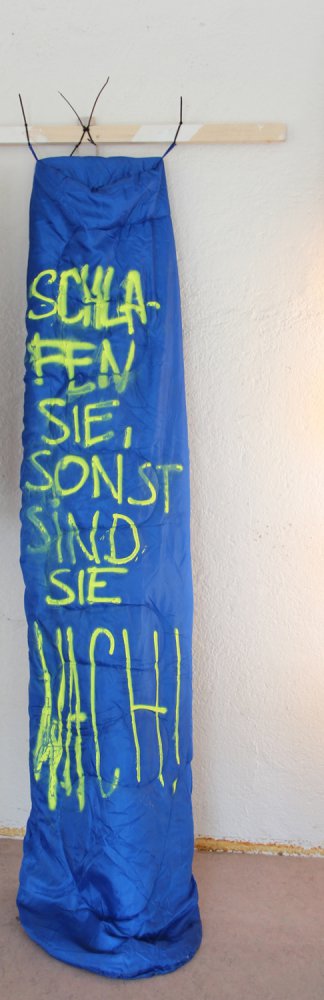 SCHLA-
FEN
SIE,
SONST
SIND
SIE
WACH!